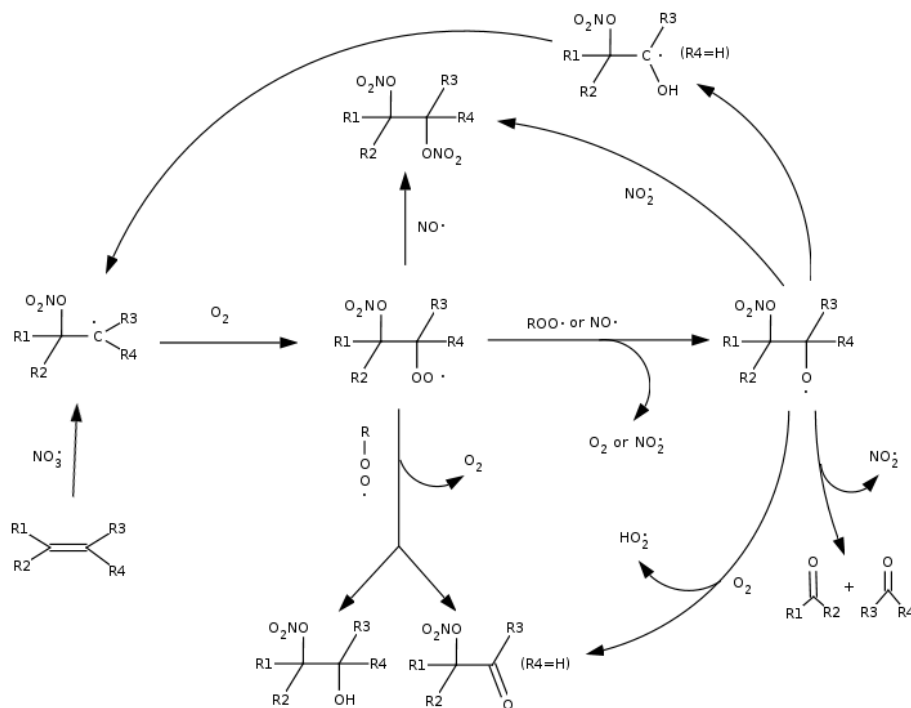 O₂NO
R3
R1
C·
(R4=H)
R2
OH
O₂NO
R3
R1
R4
R2
ONO₂
NO₂·
NO·
O₂NO
R3
R1
C·
R4
R2
O₂
O₂NO
R3
R1
R4
R2
OO·
ROO· or NO·
O₂ or NO₂·
O₂NO
R3
R1
R4
R2
O·
NO₃·
R1
R3
R2
R4
R
O
O·
O₂
NO₂·
HO₂·
O₂
O
R1
R2
+
O
R3
R4
O₂NO
R3
R1
R4
R2
OH
O₂NO
R3
R1
(R4=H)
R2
O